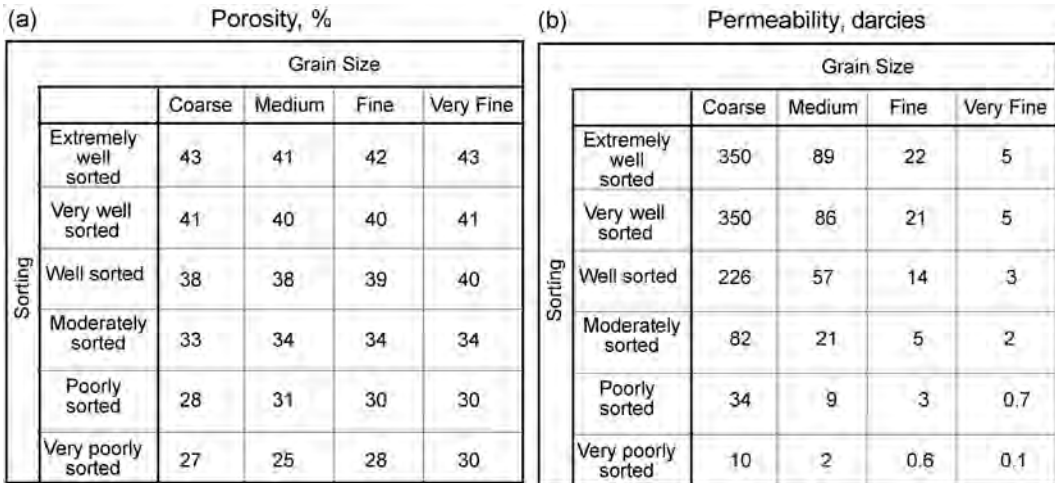 (a) Porosity, %
Grain Size
Coarse Medium Fine Very Fine
Sorting
Extremely
well
sorted
43 41 42 43
Very well
sorted
41 40 40 41
Well sorted 38 38 39 40
Moderately
sorted
33 34 34 34
Poorly
sorted
28 31 30 30
Very poorly
sorted
27 25 28 30
(b) Permeability, darcies
Grain Size
Coarse Medium Fine Very Fine
Sorting
Extremely
well
sorted
350 89 22 5
Very well
sorted
350 86 21 5
Well sorted 226 57 14 3
Moderately
sorted
82 21 5 2
Poorly
sorted
34 9 3 0.7
Very poorly
sorted
10 2 0.6 0.1